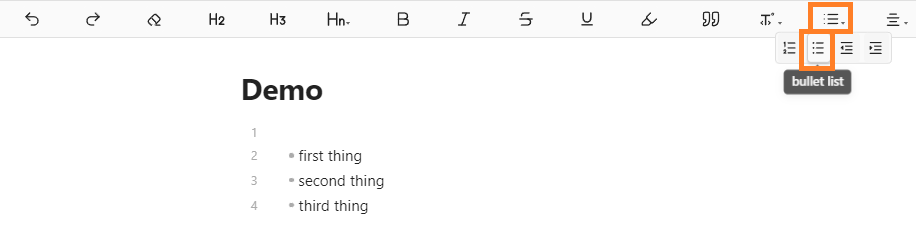 H2 H3 Hn B I S U T
bullet list
Demo
1
2 • first thing
3 • second thing
4 • third thing